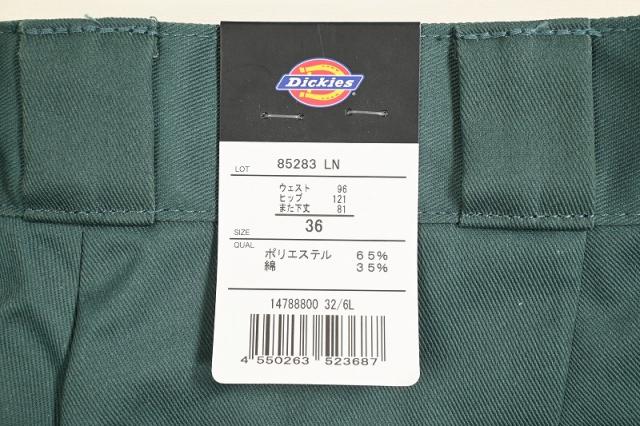 Dickies
LOT 85283 LN
ウェスト 96
ヒップ 121
また下丈 81
SIZE 36
QUAL
ポリエステル 65%
綿 35%
14788800 32/6L
4 550263 523687